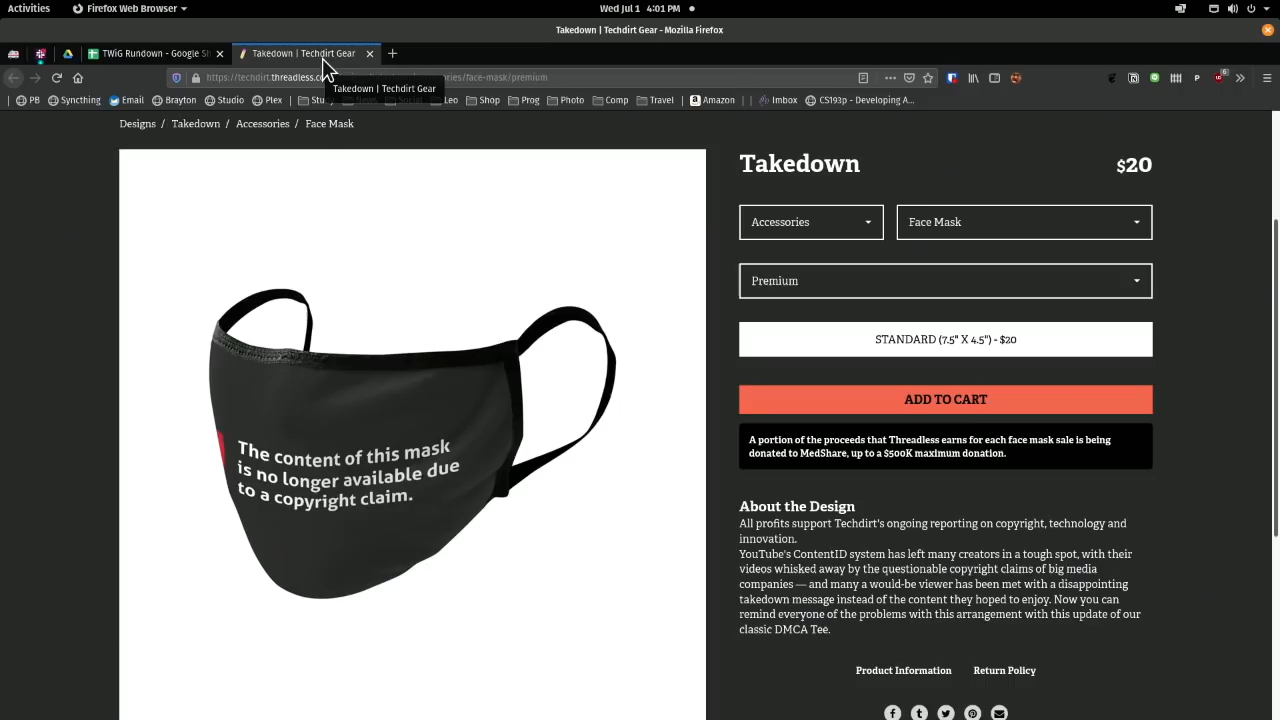 Activities
Firefox Web Browser
Wed Jul 1 4:01 PM
Takedown | Techdirt Gear - Mozilla Firefox
TWiG Rundown - Google Sh
Takedown | Techdirt Gear
https://techdirt.threadless.co
ories/face-mask/premium
6
Takedown | Techdirt Gear
PB
Syncthing
Email
Brayton
Studio
Plex
Leo
Shop
Prog
Photo
Comp
Travel
Amazon
Imbox
CS193p - Developing A...
Designs / Takedown / Accessories / Face Mask
Takedown
$20
Accessories
Face Mask
Premium
STANDARD (7.5" X 4.5") - $20
ADD TO CART
A portion of the proceeds that Threadless earns for each face mask sale is being
donated to MedShare, up to a $500K maximum donation.
The content of this mask
is no longer available due
to a copyright claim.
About the Design
All profits support Techdirt's ongoing reporting on copyright, technology and
innovation.
YouTube's ContentID system has left many creators in a tough spot, with their
videos whisked away by the questionable copyright claims of big media
companies — and many a would-be viewer has been met with a disappointing
takedown message instead of the content they hoped to enjoy. Now you can
remind everyone of the problems with this arrangement with this update of our
classic DMCA Tee.
Product Information
Return Policy